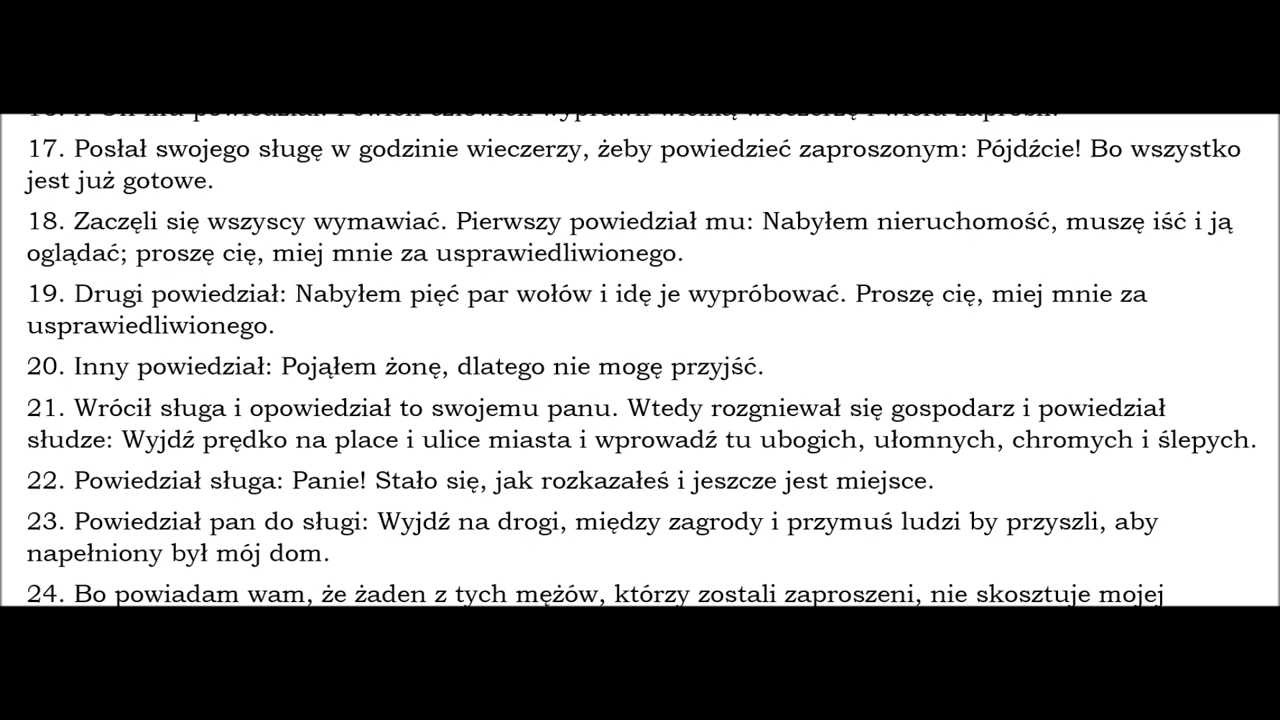 17. Posłał swojego sługę w godzinie wieczerzy, żeby powiedzieć zaproszonym: Pójdźcie! Bo wszystko
jest już gotowe.
18. Zaczęli się wszyscy wymawiać. Pierwszy powiedział mu: Nabyłem nieruchomość, muszę iść i ją
oglądać; proszę cię, miej mnie za usprawiedliwionego.
19. Drugi powiedział: Nabyłem pięć par wołów i idę je wypróbować. Proszę cię, miej mnie za
usprawiedliwionego.
20. Inny powiedział: Pojąłem żonę, dlatego nie mogę przyjść.
21. Wrócił sługa i opowiedział to swojemu panu. Wtedy rozgniewał się gospodarz i powiedział
słudze: Wyjdź prędko na place i ulice miasta i wprowadź tu ubogich, ułomnych, chromych i ślepych.
22. Powiedział sługa: Panie! Stało się, jak rozkazałeś i jeszcze jest miejsce.
23. Powiedział pan do sługi: Wyjdź na drogi, między zagrody i przymuś ludzi by przyszli, aby
napełniony był mój dom.
24. Bo powiadam wam, że żaden z tych mężów, którzy zostali zaproszeni, nie skosztuje mojej